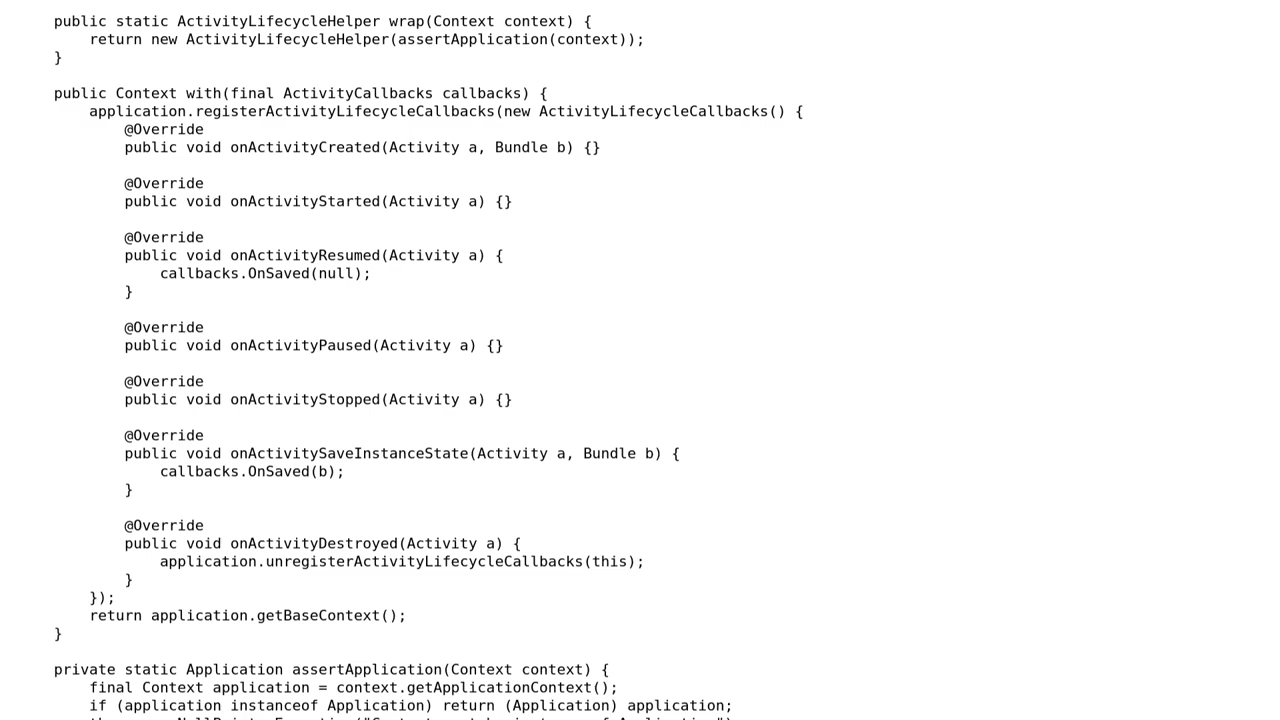 public static ActivityLifecycleHelper wrap(Context context) {
return new ActivityLifecycleHelper(assertApplication(context));
}
public Context with(final ActivityCallbacks callbacks) {
application.registerActivityLifecycleCallbacks(new ActivityLifecycleCallbacks() {
@Override
public void onActivityCreated(Activity a, Bundle b) {}
@Override
public void onActivityStarted(Activity a) {}
@Override
public void onActivityResumed(Activity a) {
callbacks.OnSaved(null);
}
@Override
public void onActivityPaused(Activity a) {}
@Override
public void onActivityStopped(Activity a) {}
@Override
public void onActivitySaveInstanceState(Activity a, Bundle b) {
callbacks.OnSaved(b);
}
@Override
public void onActivityDestroyed(Activity a) {
application.unregisterActivityLifecycleCallbacks(this);
}
});
return application.getBaseContext();
}
private static Application assertApplication(Context context) {
final Context application = context.getApplicationContext();
if (application instanceof Application) return (Application) application;